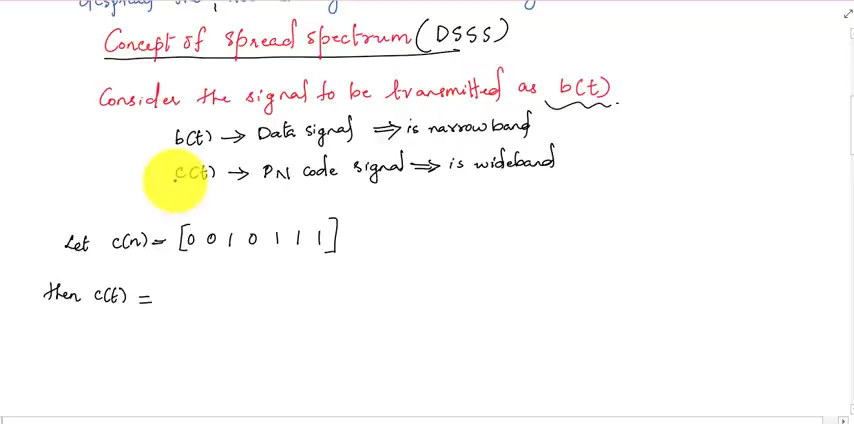 Concept of spread spectrum (DSSS)
Consider the signal to be transmitted as b(t).
b(t) → Data signal ⇒ is narrowband
c(t) → PN code signal ⇒ is wideband
Let c(n) = [0 0 1 0 1 1 1]
then c(t) =